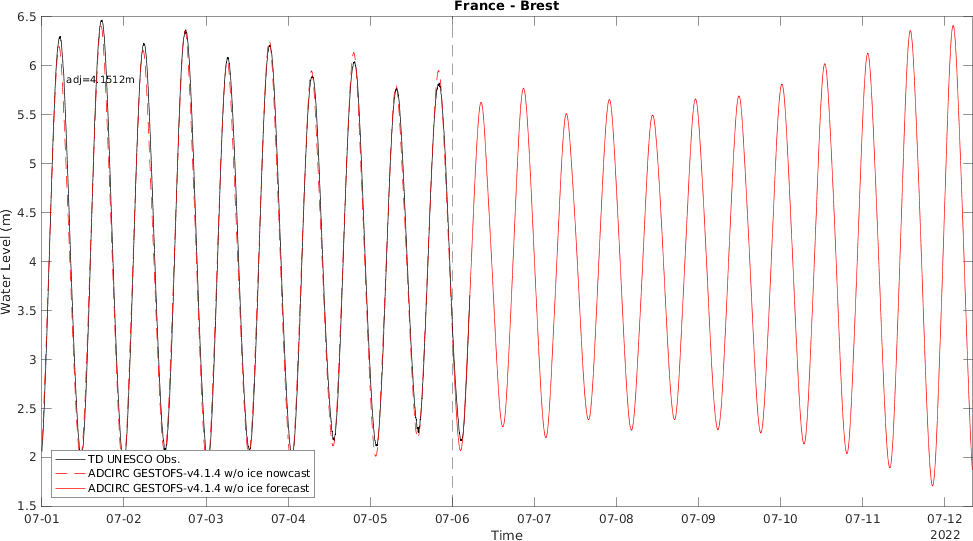 France - Brest
6.5
6
5.5
5
4.5
4
3.5
3
2.5
2
1.5
Water Level (m)
adj=4.1512m
TD UNESCO Obs.
ADCIRC GESTOFS-v4.1.4 w/o ice nowcast
ADCIRC GESTOFS-v4.1.4 w/o ice forecast
07-01 07-02 07-03 07-04 07-05 07-06 07-07 07-08 07-09 07-10 07-11 07-12
2022
Time